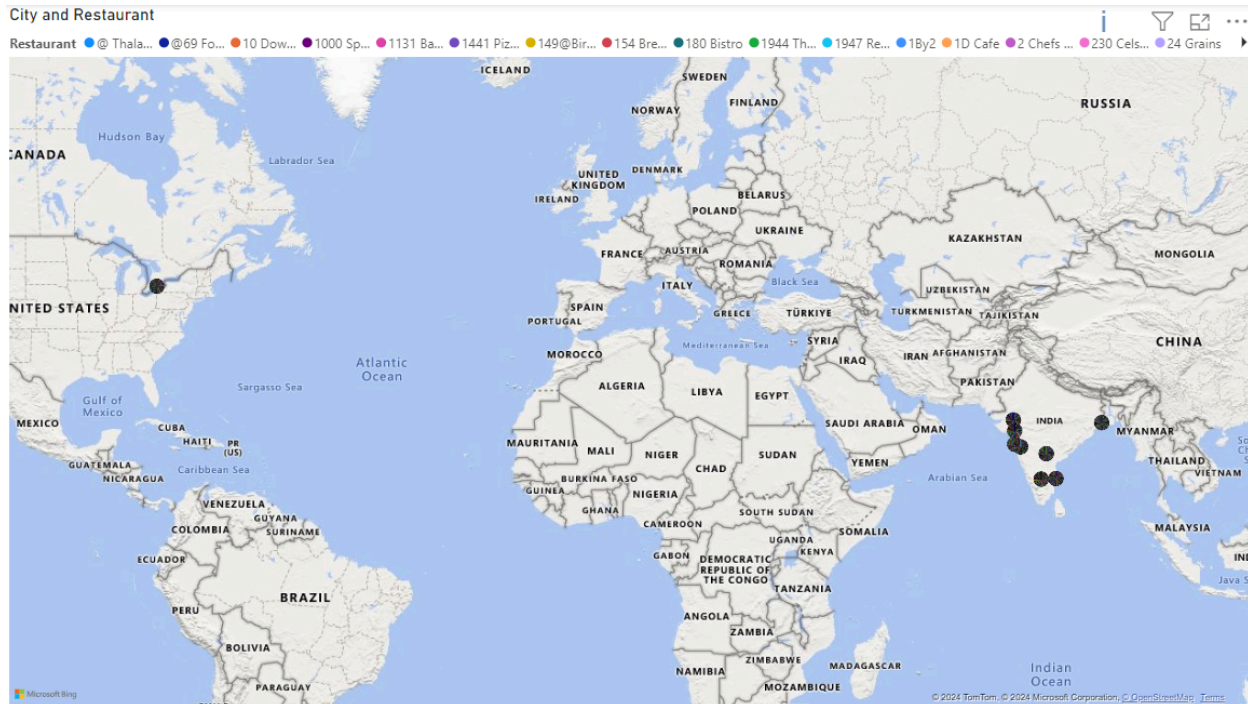 City and Restaurant
Restaurant @ Thala... @69 Fo... 10 Dow... 1000 Sp... 1131 Ba... 1441 Piz... 149@Bir... 154 Bre... 180 Bistro 1944 Th... 1947 Re... 1By2 1D Cafe 2 Chefs ... 230 Cels... 24 Grains
ICELAND
SWEDEN
NORWAY
FINLAND
RUSSIA
Hudson Bay
CANADA
Labrador Sea
UNITED
KINGDOM
DENMARK
IRELAND
BELARUS
POLAND
UKRAINE
KAZAKHSTAN
MONGOLIA
FRANCE
AUSTRIA
ROMANIA
ITALY
Black Sea
UZBEKISTAN
NITED STATES
SPAIN
PORTUGAL
GREECE
TÜRKIYE
TURKMENISTAN
TAJIKISTAN
Mediterranean Sea
SYRIA
CHINA
MOROCCO
IRAQ
IRAN
AFGHANISTAN
Atlantic
Ocean
Sargasso Sea
ALGERIA
LIBYA
EGYPT
PAKISTAN
Gulf of
Mexico
MEXICO
CUBA
HAITI
PR
(US)
SAUDI ARABIA
OMAN
INDIA
MYANMAR
MAURITANIA
MALI
NIGER
CHAD
SUDAN
YEMEN
Arabian Sea
THAILAND
VIETNAM
GUATEMALA
NICARAGUA
Caribbean Sea
BURKINA FASO
GUINEA
GHANA
NIGERIA
SOUTH SUDAN
VENEZUELA
GUYANA
SURINAME
COLOMBIA
CAMEROON
SOMALIA
MALAYSIA
ECUADOR
GABON
DEMOCRATIC
REPUBLIC OF
THE CONGO
UGANDA
KENYA
TANZANIA
IND
Java S
PERU
BRAZIL
ANGOLA
ZAMBIA
BOLIVIA
ZIMBABWE
MADAGASCAR
Indian
Ocean
NAMIBIA
MOZAMBIQUE
PARAGUAY
Microsoft Bing
© 2024 TomTom, © 2024 Microsoft Corporation, © OpenStreetMap Terms